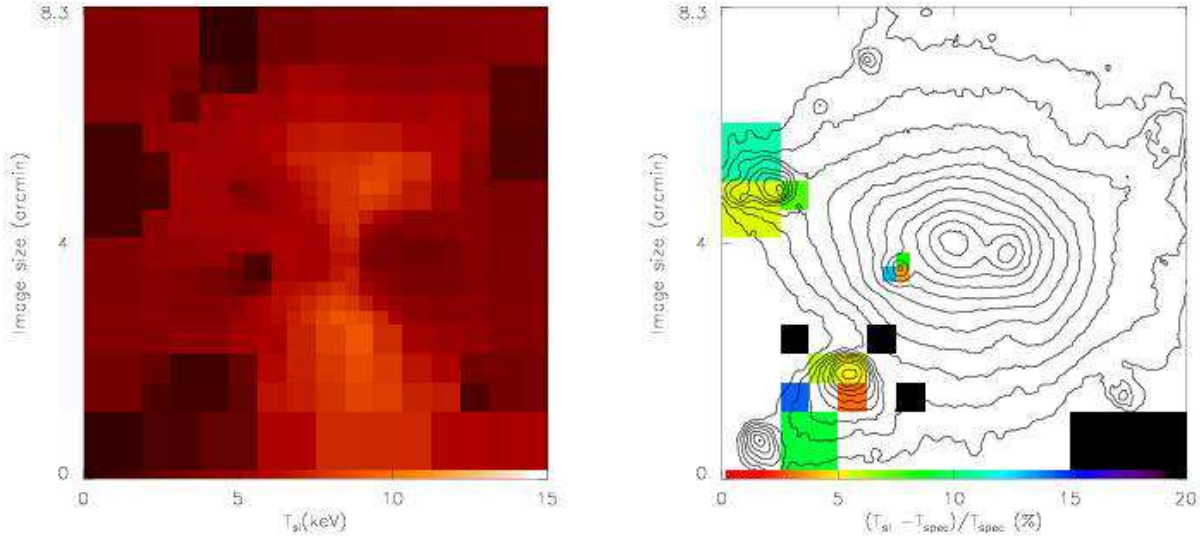 8.3
Image size (arcmin)
4
0
0 5 10 15
T_sl(keV)
8.3
Image size (arcmin)
4
0
0 5 10 15 20
(T_sl -T_spec)/T_spec (%)